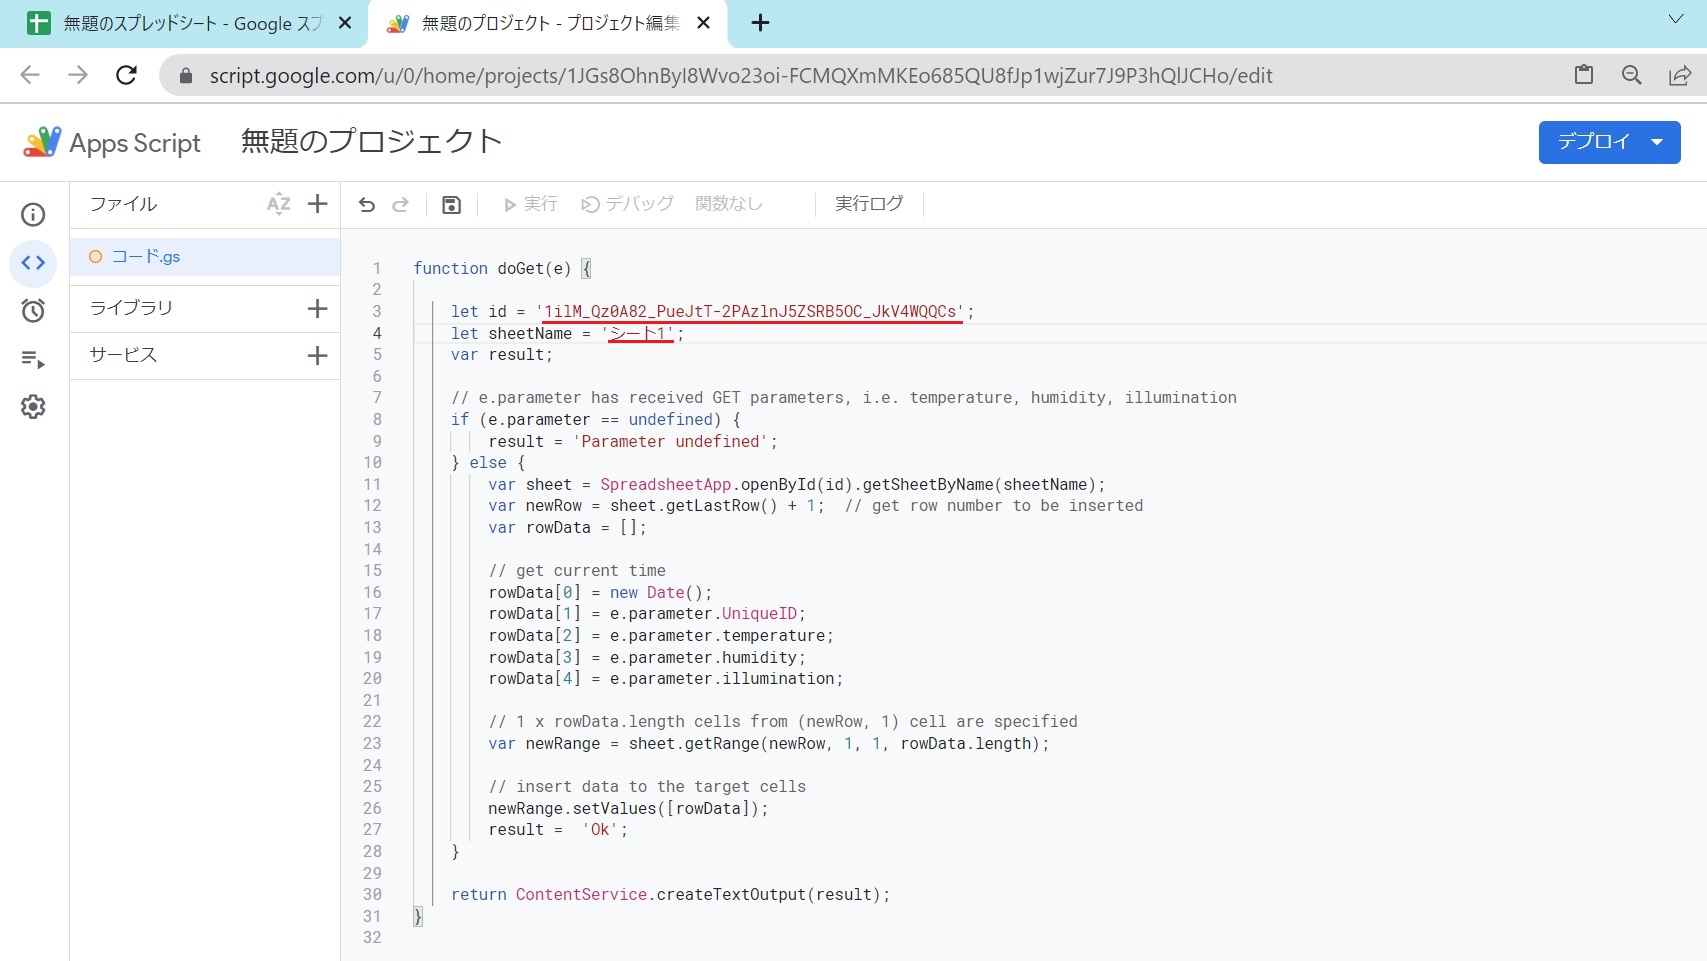 無題のスプレッドシート - Google スプ
無題のプロジェクト - プロジェクト編集
script.google.com/u/0/home/projects/1JGs8OhnByI8Wvo23oi-FCMQXmMKEo685QU8fJp1wjZur7J9P3hQlJCHo/edit
Apps Script 無題のプロジェクト デプロイ
ファイル AZ 実行 デバッグ 関数なし 実行ログ
コード.gs
ライブラリ
サービス
1 function doGet(e) {
2
3 let id = '1ilM_Qz0A82_PueJtT-2PAzlnJ5ZSRB5OC_JkV4WQQCs';
4 let sheetName = 'シート1';
5 var result;
6
7 // e.parameter has received GET parameters, i.e. temperature, humidity, illumination
8 if (e.parameter == undefined) {
9 result = 'Parameter undefined';
10 } else {
11 var sheet = SpreadsheetApp.openById(id).getSheetByName(sheetName);
12 var newRow = sheet.getLastRow() + 1;  // get row number to be inserted
13 var rowData = [];
14
15 // get current time
16 rowData[0] = new Date();
17 rowData[1] = e.parameter.UniqueID;
18 rowData[2] = e.parameter.temperature;
19 rowData[3] = e.parameter.humidity;
20 rowData[4] = e.parameter.illumination;
21
22 // 1 x rowData.length cells from (newRow, 1) cell are specified
23 var newRange = sheet.getRange(newRow, 1, 1, rowData.length);
24
25 // insert data to the target cells
26 newRange.setValues([rowData]);
27 result =  'Ok';
28 }
29
30 return ContentService.createTextOutput(result);
31 }
32